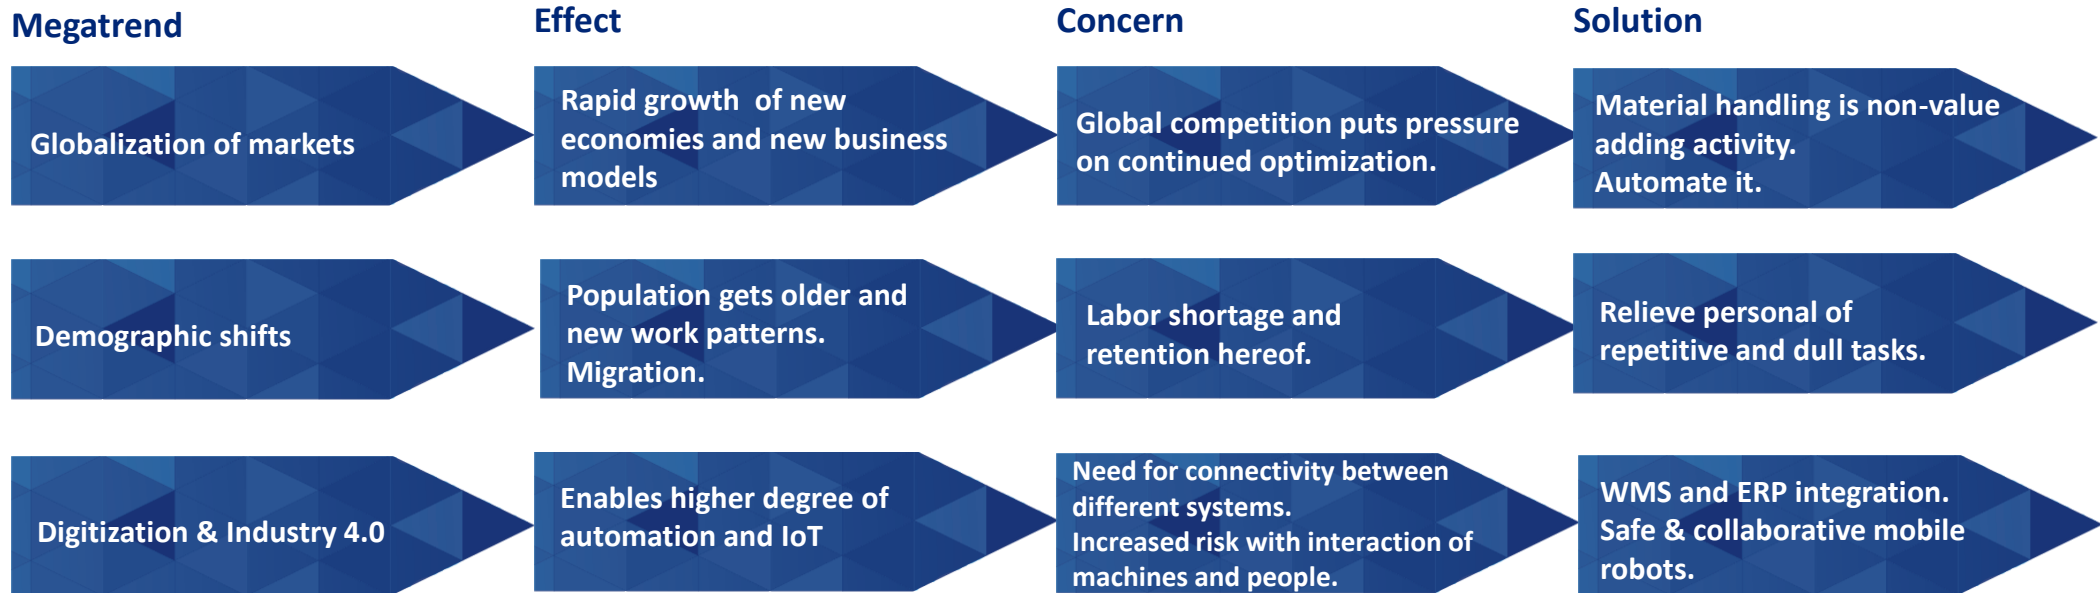 Megatrend
Effect
Concern
Solution
Globalization of markets
Rapid growth  of new
economies and new business
models
Global competition puts pressure
on continued optimization.
Material handling is non-value
adding activity.
Automate it.
Demographic shifts
Population gets older and
new work patterns.
Migration.
Labor shortage and
retention hereof.
Relieve personal of
repetitive and dull tasks.
Digitization & Industry 4.0
Enables higher degree of
automation and IoT
Need for connectivity between
different systems.
Increased risk with interaction of
machines and people.
WMS and ERP integration.
Safe & collaborative mobile
robots.